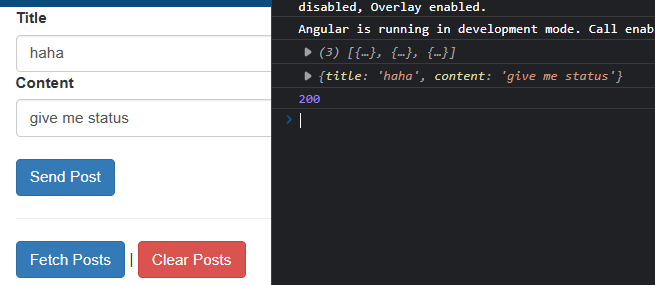 Title
haha
Content
give me status
Send Post
Fetch Posts | Clear Posts
disabled, Overlay enabled.
Angular is running in development mode. Call enab
▶ (3) [{…}, {…}, {…}]
▶ {title: 'haha', content: 'give me status'}
200
>